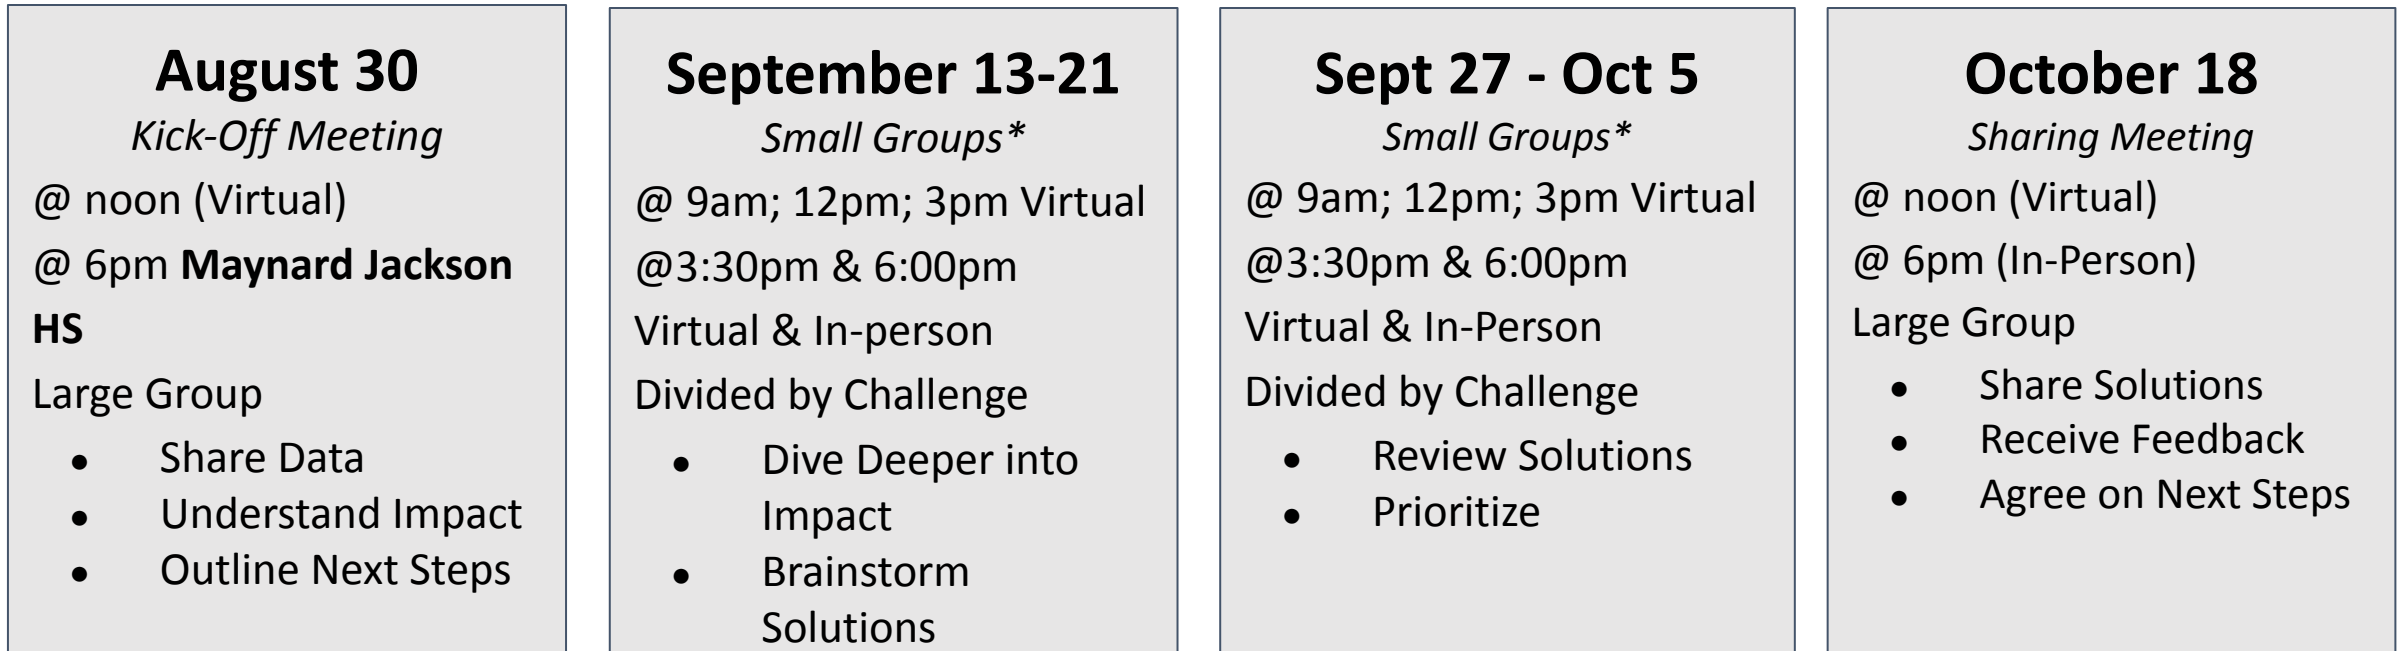 August 30
Kick-Off Meeting
@ noon (Virtual)
@ 6pm Maynard Jackson
HS
Large Group
• Share Data
• Understand Impact
• Outline Next Steps
September 13-21
Small Groups*
@ 9am; 12pm; 3pm Virtual
@3:30pm & 6:00pm
Virtual & In-person
Divided by Challenge
• Dive Deeper into
Impact
• Brainstorm
Solutions
Sept 27 - Oct 5
Small Groups*
@ 9am; 12pm; 3pm Virtual
@3:30pm & 6:00pm
Virtual & In-Person
Divided by Challenge
• Review Solutions
• Prioritize
October 18
Sharing Meeting
@ noon (Virtual)
@ 6pm (In-Person)
Large Group
• Share Solutions
• Receive Feedback
• Agree on Next Steps